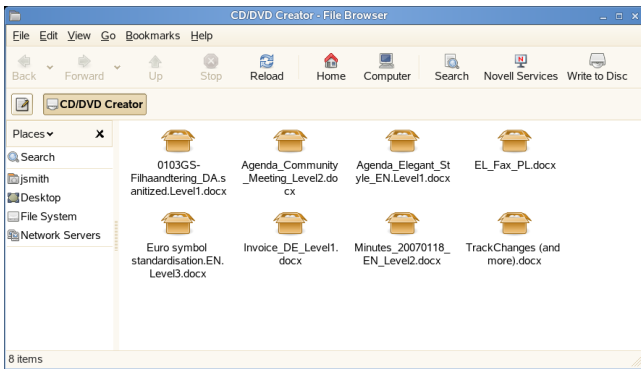 CD/DVD Creator - File Browser
File Edit View Go Bookmarks Help
Back Forward Up Stop Reload Home Computer Search Novell Services Write to Disc
CD/DVD Creator
Places
Search
jsmith
Desktop
File System
Network Servers
0103GS-
Filhaandtering_DA.s
anitized.Level1.docx
Agenda_Community
_Meeting_Level2.do
cx
Agenda_Elegant_St
yle_EN.Level1.docx
EL_Fax_PL.docx
Euro symbol
standardisation.EN.
Level3.docx
Invoice_DE_Level1.
docx
Minutes_20070118_
EN_Level2.docx
TrackChanges (and
more).docx
8 items